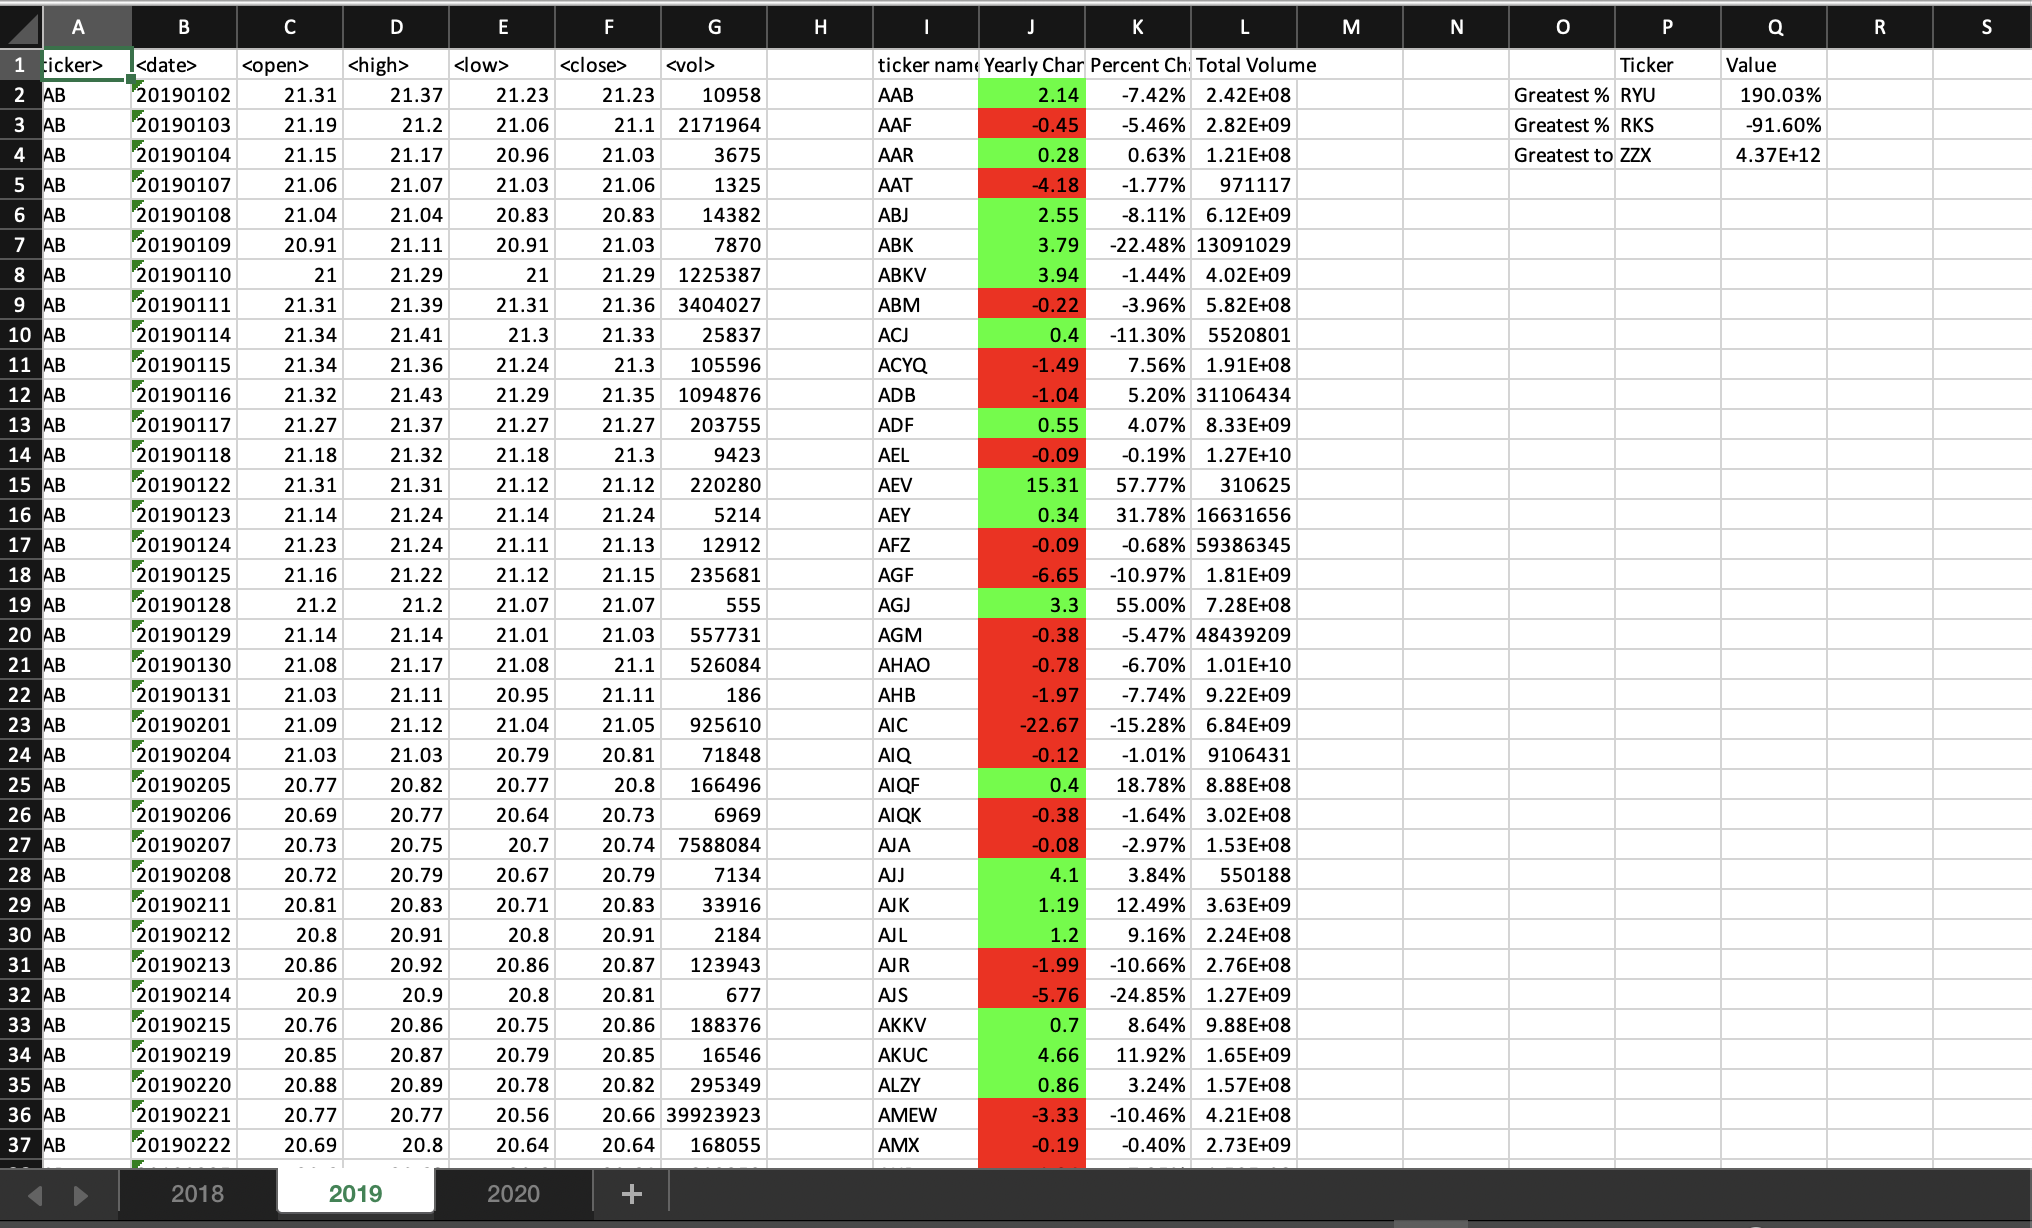 A B C D E F G H I J K L M N O P Q R S
1 ticker> <date> <open> <high> <low> <close> <vol> ticker name Yearly Chan Percent Cha Total Volume Ticker Value
2 AB 20190102 21.31 21.37 21.23 21.23 10958 AAB 2.14 -7.42% 2.42E+08 Greatest % RYU 190.03%
3 AB 20190103 21.19 21.2 21.06 21.1 2171964 AAF -0.45 -5.46% 2.82E+09 Greatest % RKS -91.60%
4 AB 20190104 21.15 21.17 20.96 21.03 3675 AAR 0.28 0.63% 1.21E+08 Greatest to ZZX 4.37E+12
5 AB 20190107 21.06 21.07 21.03 21.06 1325 AAT -4.18 -1.77% 971117
6 AB 20190108 21.04 21.04 20.83 20.83 14382 ABJ 2.55 -8.11% 6.12E+09
7 AB 20190109 20.91 21.11 20.91 21.03 7870 ABK 3.79 -22.48% 13091029
8 AB 20190110 21 21.29 21 21.29 1225387 ABKV 3.94 -1.44% 4.02E+09
9 AB 20190111 21.31 21.39 21.31 21.36 3404027 ABM -0.22 -3.96% 5.82E+08
10 AB 20190114 21.34 21.41 21.3 21.33 25837 ACJ 0.4 -11.30% 5520801
11 AB 20190115 21.34 21.36 21.24 21.3 105596 ACYQ -1.49 7.56% 1.91E+08
12 AB 20190116 21.32 21.43 21.29 21.35 1094876 ADB -1.04 5.20% 31106434
13 AB 20190117 21.27 21.37 21.27 21.27 203755 ADF 0.55 4.07% 8.33E+09
14 AB 20190118 21.18 21.32 21.18 21.3 9423 AEL -0.09 -0.19% 1.27E+10
15 AB 20190122 21.31 21.31 21.12 21.12 220280 AEV 15.31 57.77% 310625
16 AB 20190123 21.14 21.24 21.14 21.24 5214 AEY 0.34 31.78% 16631656
17 AB 20190124 21.23 21.24 21.11 21.13 12912 AFZ -0.09 -0.68% 59386345
18 AB 20190125 21.16 21.22 21.12 21.15 235681 AGF -6.65 -10.97% 1.81E+09
19 AB 20190128 21.2 21.2 21.07 21.07 555 AGJ 3.3 55.00% 7.28E+08
20 AB 20190129 21.14 21.14 21.01 21.03 557731 AGM -0.38 -5.47% 48439209
21 AB 20190130 21.08 21.17 21.08 21.1 526084 AHAO -0.78 -6.70% 1.01E+10
22 AB 20190131 21.03 21.11 20.95 21.11 186 AHB -1.97 -7.74% 9.22E+09
23 AB 20190201 21.09 21.12 21.04 21.05 925610 AIC -22.67 -15.28% 6.84E+09
24 AB 20190204 21.03 21.03 20.79 20.81 71848 AIQ -0.12 -1.01% 9106431
25 AB 20190205 20.77 20.82 20.77 20.8 166496 AIQF 0.4 18.78% 8.88E+08
26 AB 20190206 20.69 20.77 20.64 20.73 6969 AIQK -0.38 -1.64% 3.02E+08
27 AB 20190207 20.73 20.75 20.7 20.74 7588084 AJA -0.08 -2.97% 1.53E+08
28 AB 20190208 20.72 20.79 20.67 20.79 7134 AJJ 4.1 3.84% 550188
29 AB 20190211 20.81 20.83 20.71 20.83 33916 AJK 1.19 12.49% 3.63E+09
30 AB 20190212 20.8 20.91 20.8 20.91 2184 AJL 1.2 9.16% 2.24E+08
31 AB 20190213 20.86 20.92 20.86 20.87 123943 AJR -1.99 -10.66% 2.76E+08
32 AB 20190214 20.9 20.9 20.8 20.81 677 AJS -5.76 -24.85% 1.27E+09
33 AB 20190215 20.76 20.86 20.75 20.86 188376 AKKV 0.7 8.64% 9.88E+08
34 AB 20190219 20.85 20.87 20.79 20.85 16546 AKUC 4.66 11.92% 1.65E+09
35 AB 20190220 20.88 20.89 20.78 20.82 295349 ALZY 0.86 3.24% 1.57E+08
36 AB 20190221 20.77 20.77 20.56 20.66 39923923 AMEW -3.33 -10.46% 4.21E+08
37 AB 20190222 20.69 20.8 20.64 20.64 168055 AMX -0.19 -0.40% 2.73E+09
2018 2019 2020 +